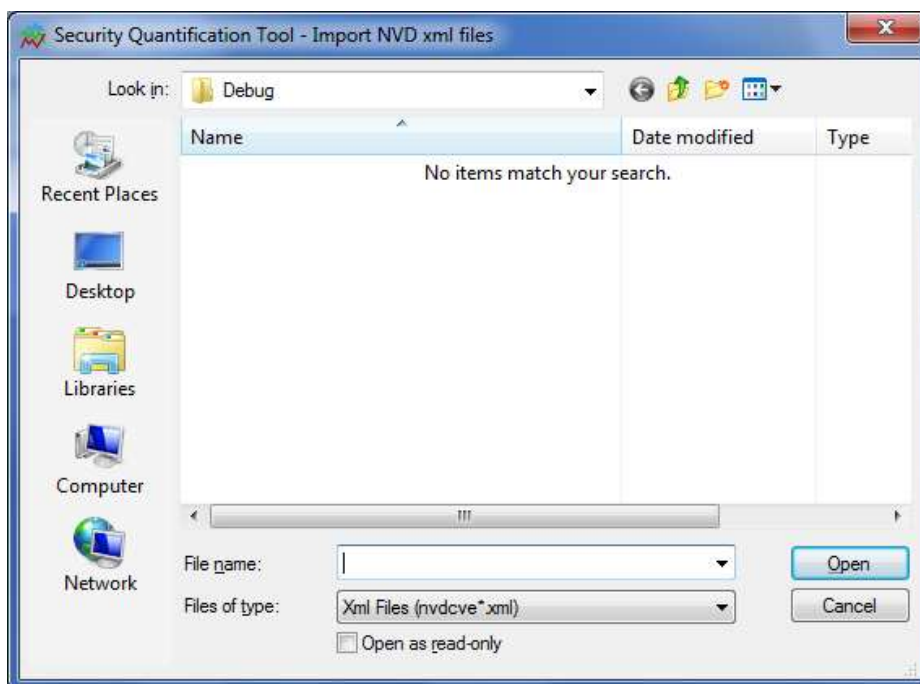 Security Quantification Tool - Import NVD xml files
Look in: Debug
Name Date modified Type
No items match your search.
Recent Places
Desktop
Libraries
Computer
Network
File name: Open
Files of type: Xml Files (nvdcve*.xml) Cancel
Open as read-only